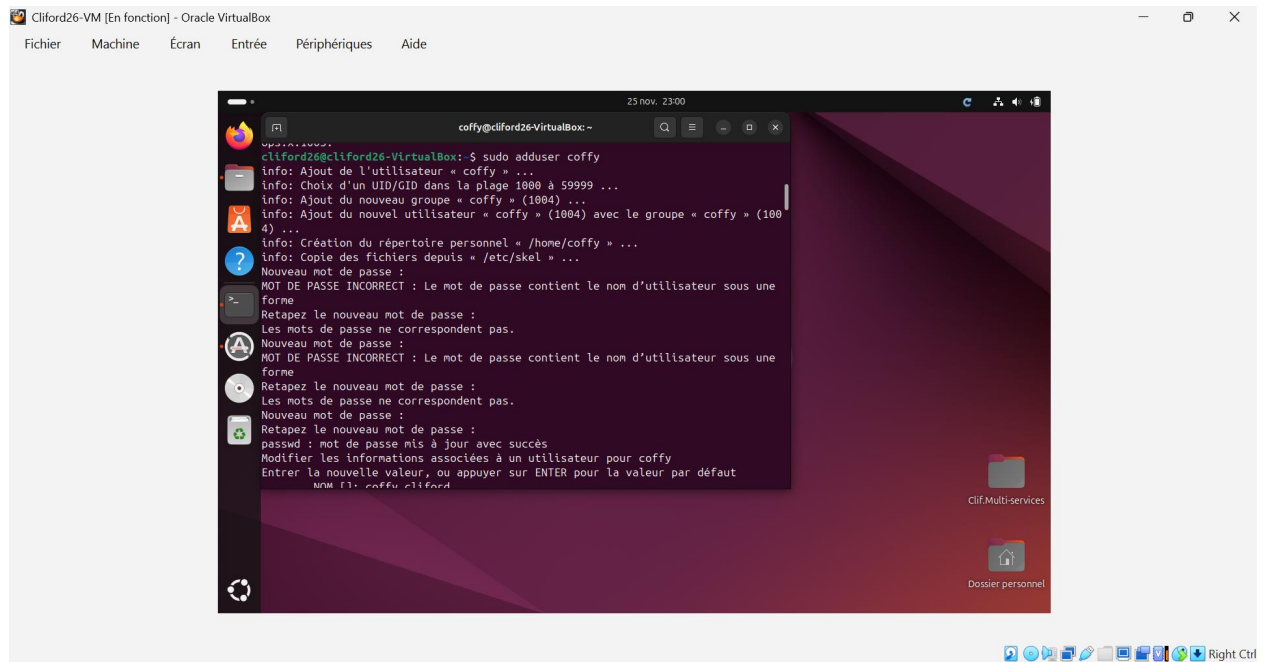 Cliford26-VM [En fonction] - Oracle VirtualBox
Fichier Machine Écran Entrée Périphériques Aide
25 nov. 23:00
coffy@cliford26-VirtualBox: ~
cliford26@cliford26-VirtualBox:~$ sudo adduser coffy
info: Ajout de l'utilisateur « coffy » ...
info: Choix d'un UID/GID dans la plage 1000 à 59999 ...
info: Ajout du nouveau groupe « coffy » (1004) ...
info: Ajout du nouvel utilisateur « coffy » (1004) avec le groupe « coffy » (100
4) ...
info: Création du répertoire personnel « /home/coffy » ...
info: Copie des fichiers depuis « /etc/skel » ...
Nouveau mot de passe :
MOT DE PASSE INCORRECT : Le mot de passe contient le nom d’utilisateur sous une
forme
Retapez le nouveau mot de passe :
Les mots de passe ne correspondent pas.
Nouveau mot de passe :
MOT DE PASSE INCORRECT : Le mot de passe contient le nom d’utilisateur sous une
forme
Retapez le nouveau mot de passe :
Les mots de passe ne correspondent pas.
Nouveau mot de passe :
Retapez le nouveau mot de passe :
passwd : mot de passe mis à jour avec succès
Modifier les informations associées à un utilisateur pour coffy
Entrer la nouvelle valeur, ou appuyer sur ENTER pour la valeur par défaut
NOM []: coffy cliford
Clif.Multi-services
Dossier personnel
Right Ctrl